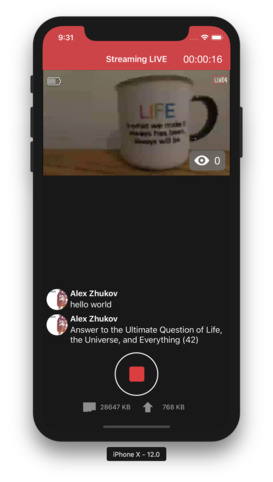 9:31
Streaming LIVE 00:00:16
LIFE
is what we make it
always has been,
always will be
0
Alex Zhukov
hello world
Alex Zhukov
Answer to the Ultimate Question of Life,
the Universe, and Everything (42)
28647 KB 768 KB
iPhone X - 12.0